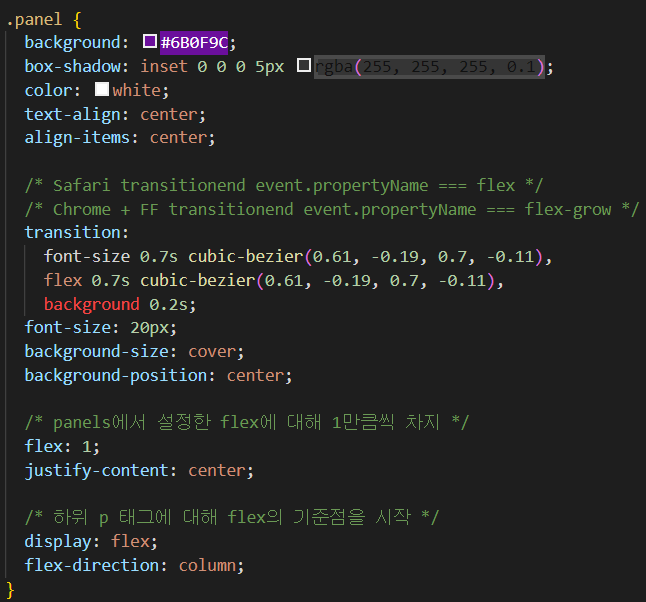 .panel {
background: #6B0F9C;
box-shadow: inset 0 0 0 5px rgba(255, 255, 255, 0.1);
color: white;
text-align: center;
align-items: center;
/* Safari transitionend event.propertyName === flex */
/* Chrome + FF transitionend event.propertyName === flex-grow */
transition:
font-size 0.7s cubic-bezier(0.61, -0.19, 0.7, -0.11),
flex 0.7s cubic-bezier(0.61, -0.19, 0.7, -0.11),
background 0.2s;
font-size: 20px;
background-size: cover;
background-position: center;
/* panels에서 설정한 flex에 대해 1만큼씩 차지 */
flex: 1;
justify-content: center;
/* 하위 p 태그에 대해 flex의 기준점을 시작 */
display: flex;
flex-direction: column;
}